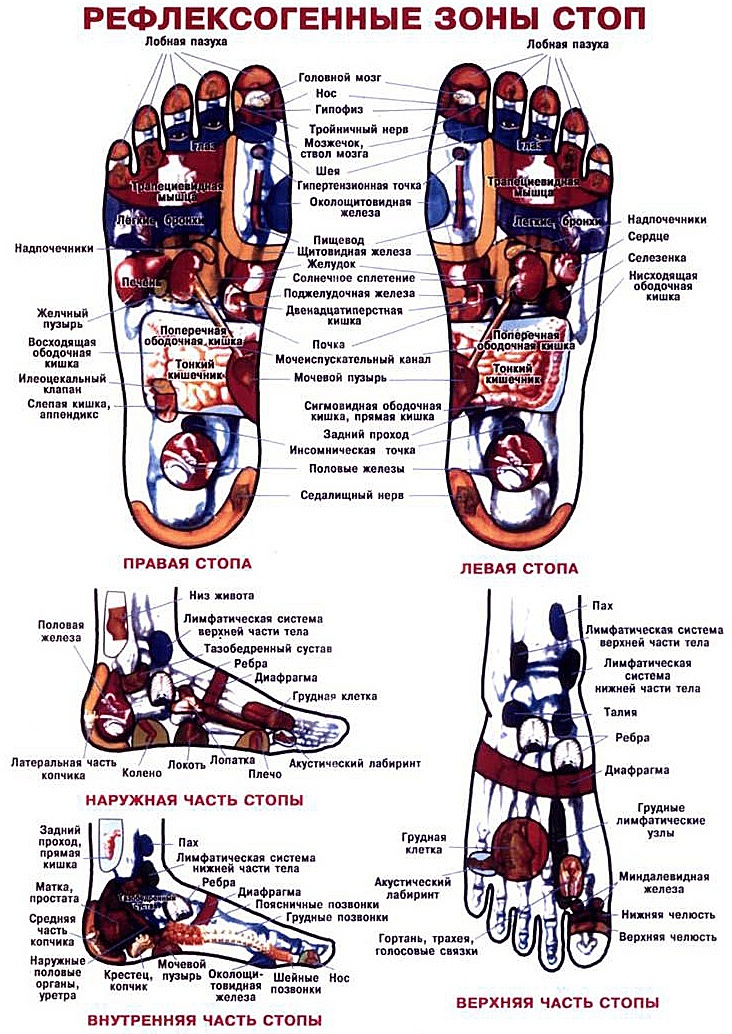 РЕФЛЕКСОГЕННЫЕ ЗОНЫ СТОП
Лобная пазуха
Лобная пазуха
Головной мозг
Нос
Гипофиз
Тройничный нерв
Мозжечок,
ствол мозга
Шея
Гипертензионная точка
Околощитовидная
железа
Пищевод
Щитовидная железа
Желудок
Солнечное сплетение
Поджелудочная железа
Двенадцатиперстная
кишка
Почка
Мочеиспускательный канал
Мочевой пузырь
Сигмовидная ободочная
кишка, прямая кишка
Задний проход
Инсомническая точка
Половые железы
Седалищный нерв
Глаз
Трапециевидная
мышца
Легкие, бронхи
Надпочечники
Печень
Желчный
пузырь
Восходящая
ободочная
кишка
Илеоцекальный
клапан
Слепая кишка,
аппендикс
Поперечная
ободочная кишка
Тонкий
кишечник
Глаз
Трапециевидная
мышца
Легкие, бронхи
Надпочечники
Сердце
Селезенка
Нисходящая
ободочная
кишка
Поперечная
ободочная кишка
Тонкий
кишечник
ПРАВАЯ СТОПА
ЛЕВАЯ СТОПА
Низ живота
Половая
железа
Лимфатическая система
верхней части тела
Тазобедренный сустав
Ребра
Диафрагма
Грудная клетка
Латеральная часть
копчика
Колено
Локоть
Лопатка
Плечо
Акустический лабиринт
НАРУЖНАЯ ЧАСТЬ СТОПЫ
Задний
проход,
прямая
кишка
Пах
Лимфатическая система
нижней части тела
Матка,
простата
Тазобедренный
сустав
Ребра
Диафрагма
Поясничные позвонки
Грудные позвонки
Средняя
часть
копчика
Наружные
половые
органы,
уретра
Крестец,
копчик
Мочевой
пузырь
Околощи-
товидная
железа
Шейные
позвонки
Нос
ВНУТРЕННЯЯ ЧАСТЬ СТОПЫ
Пах
Лимфатическая система
верхней части тела
Лимфатическая
система
нижней части тела
Талия
Ребра
Диафрагма
Грудные
лимфатические
узлы
Грудная
клетка
Акустический
лабиринт
Миндалевидная
железа
Нижняя челюсть
Верхняя челюсть
Гортань, трахея,
голосовые связки
ВЕРХНЯЯ ЧАСТЬ СТОПЫ